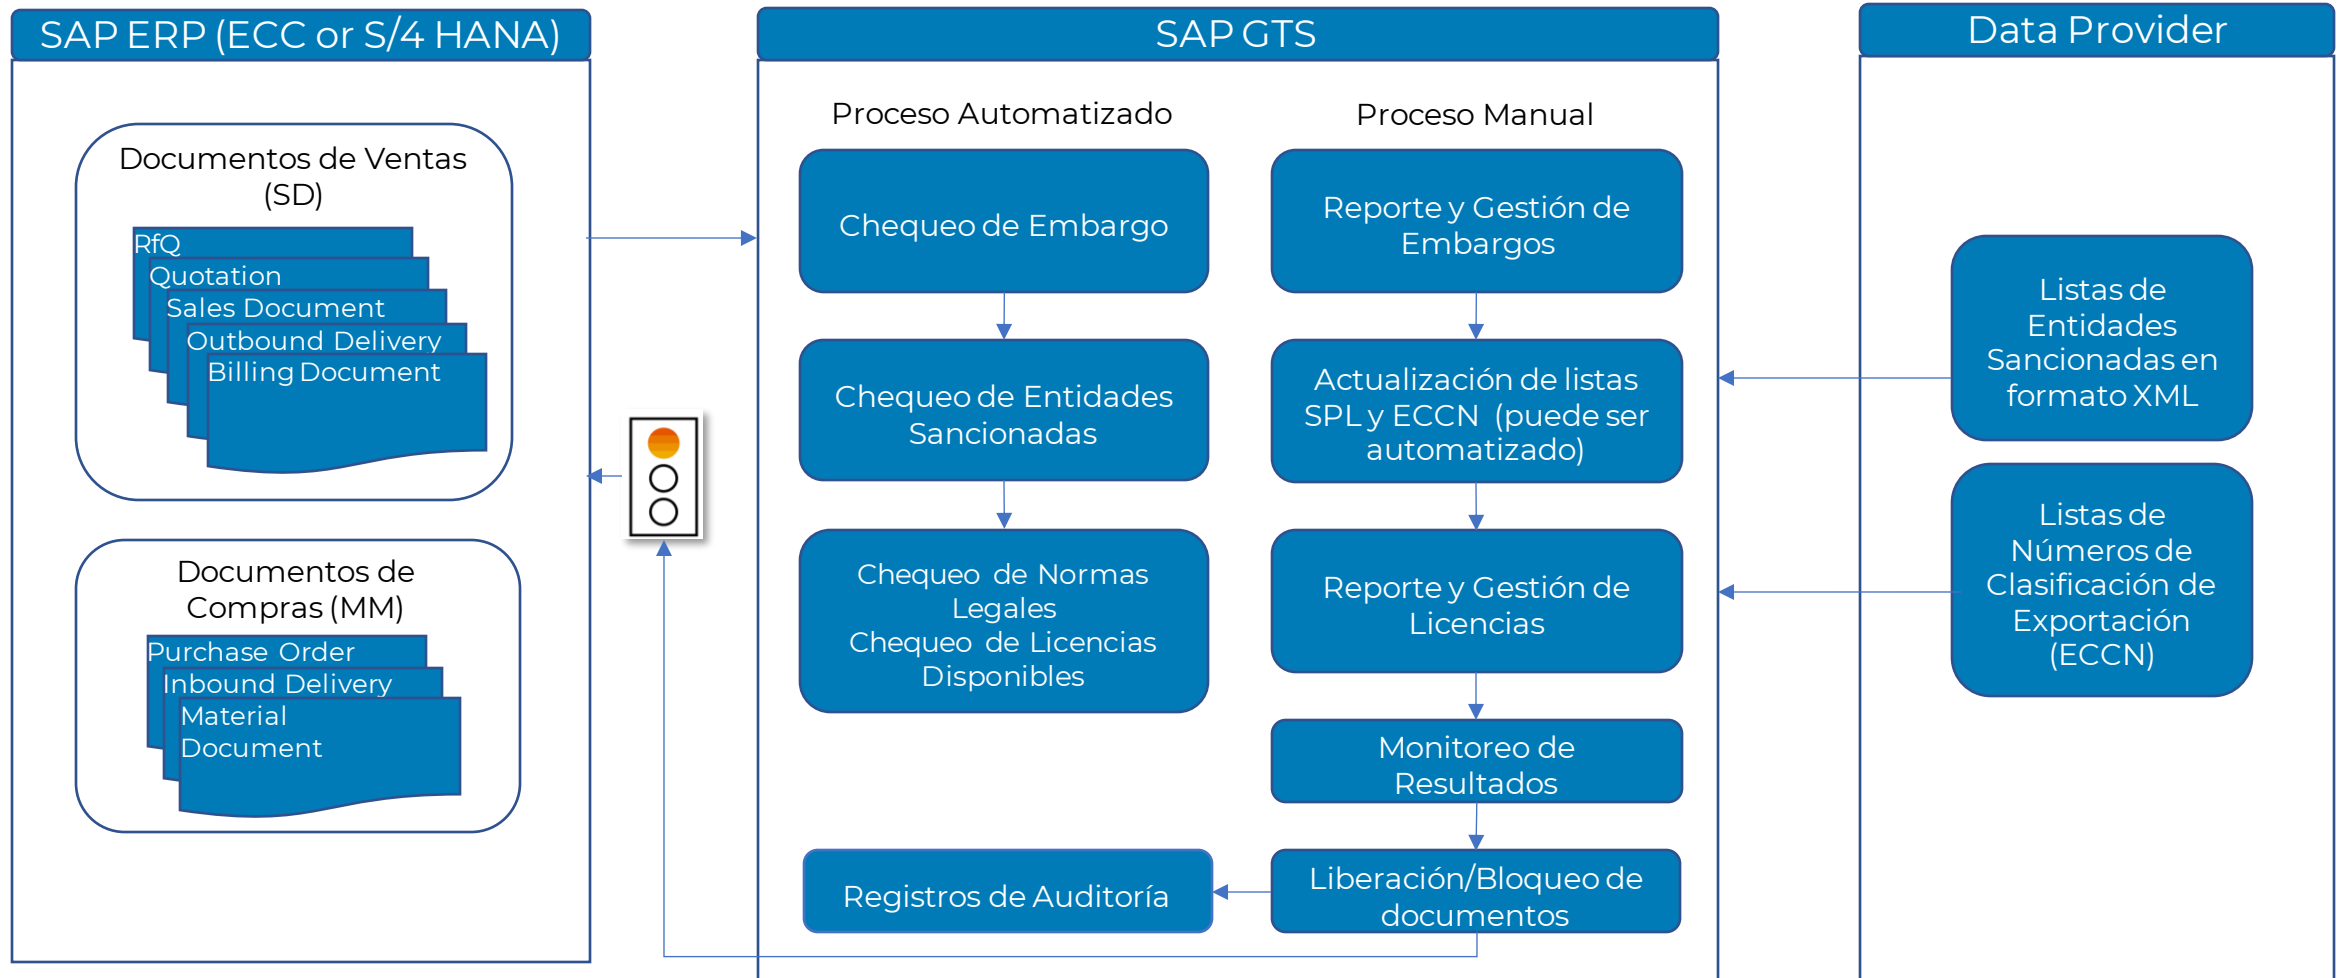 SAP ERP (ECC or S/4 HANA)
Documentos de Ventas
(SD)
RfQ
Quotation
Sales Document
Outbound Delivery
Billing Document
Documentos de
Compras (MM)
Purchase Order
Inbound Delivery
Material
Document
SAP GTS
Proceso Automatizado
Chequeo de Embargo
Chequeo de Entidades
Sancionadas
Chequeo de Normas
Legales
Chequeo de Licencias
Disponibles
Registros de Auditoría
Proceso Manual
Reporte y Gestión de
Embargos
Actualización de listas
SPL y ECCN (puede ser
automatizado)
Reporte y Gestión de
Licencias
Monitoreo de
Resultados
Liberación/Bloqueo de
documentos
Data Provider
Listas de
Entidades
Sancionadas en
formato XML
Listas de
Números de
Clasificación de
Exportación
(ECCN)